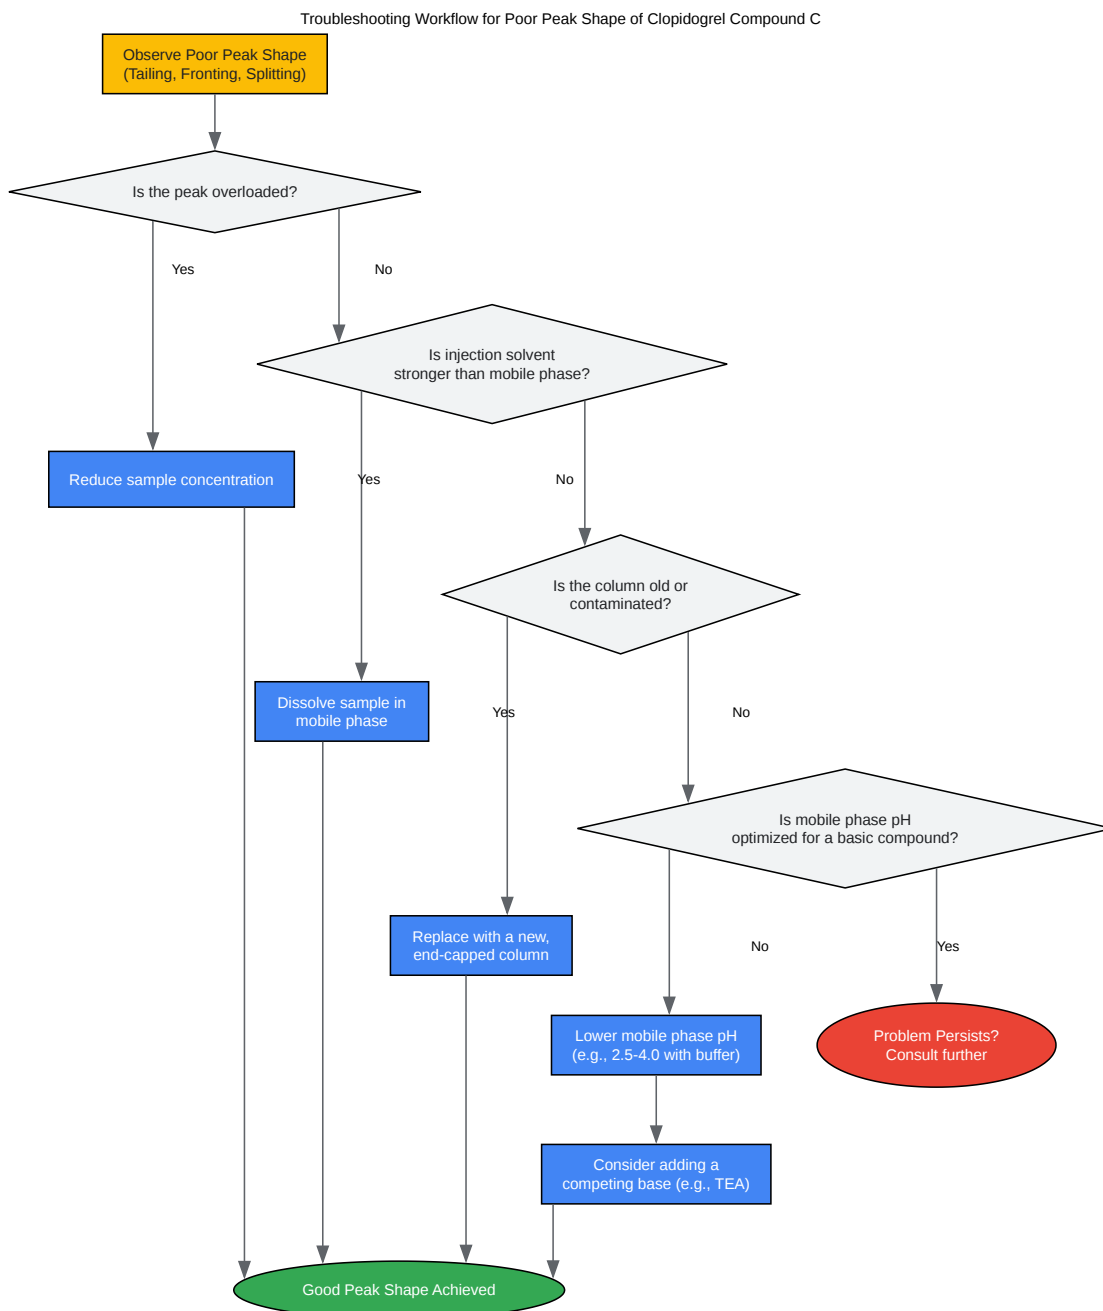 Troubleshooting Workflow for Poor Peak Shape of Clopidogrel Compound C
Observe Poor Peak Shape
(Tailing, Fronting, Splitting)
Is the peak overloaded?
Yes
No
Is injection solvent
stronger than mobile phase?
Reduce sample concentration
Yes
No
Is the column old or
contaminated?
Dissolve sample in
mobile phase
Yes
No
Is mobile phase pH
optimized for a basic compound?
Replace with a new,
end-capped column
No
Yes
Lower mobile phase pH
(e.g., 2.5-4.0 with buffer)
Problem Persists?
Consult further
Consider adding a
competing base (e.g., TEA)
Good Peak Shape Achieved